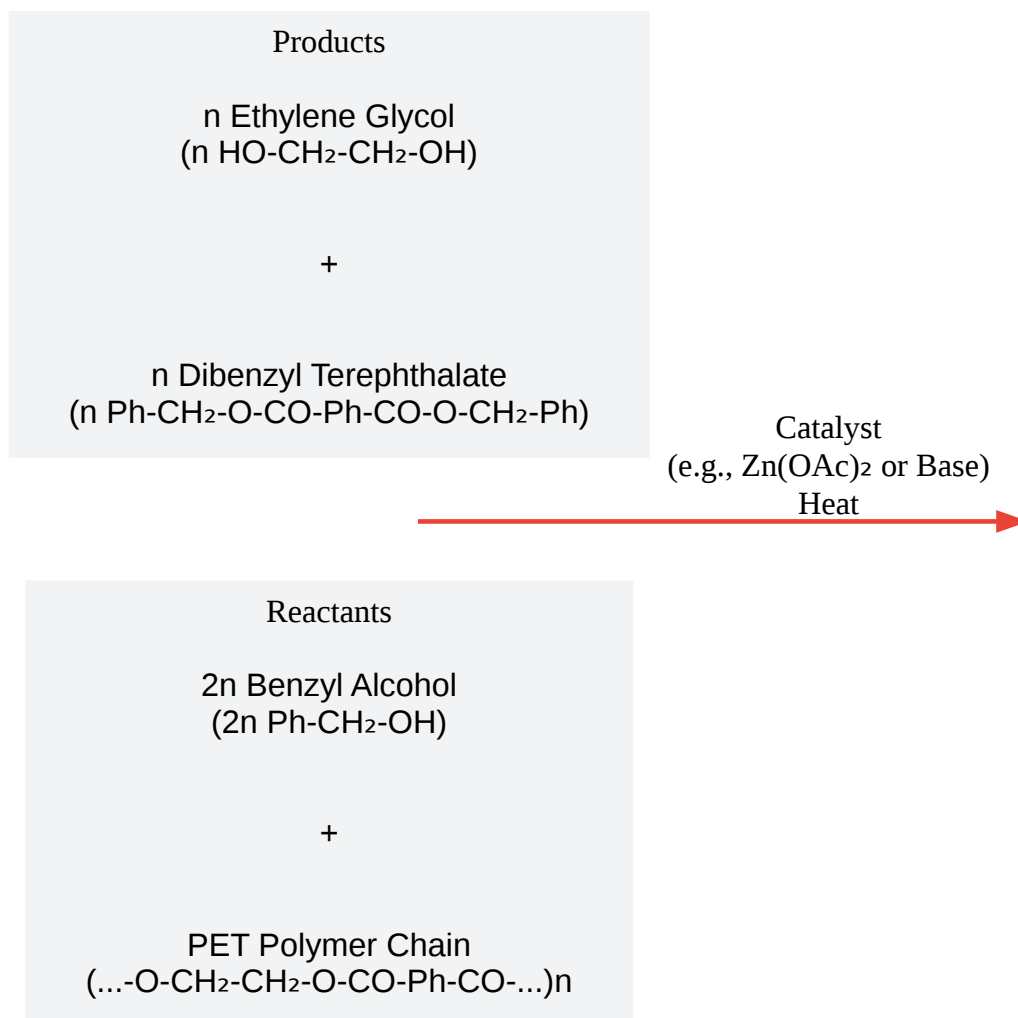 Products
n Ethylene Glycol
(n HO-CH₂-CH₂-OH)
+
n Dibenzyl Terephthalate
(n Ph-CH₂-O-CO-Ph-CO-O-CH₂-Ph)
Catalyst
(e.g., Zn(OAc)₂ or Base)
Heat
Reactants
2n Benzyl Alcohol
(2n Ph-CH₂-OH)
+
PET Polymer Chain
(...-O-CH₂-CH₂-O-CO-Ph-CO-...)n